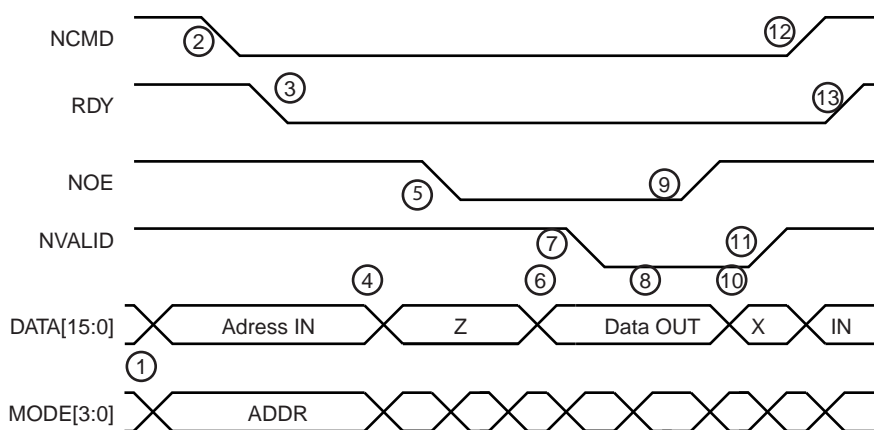 NCMD
2
12
RDY
3
13
NOE
5
9
NVALID
7
11
4
6
8
10
DATA[15:0]
Adress IN
Z
Data OUT
X
IN
1
MODE[3:0]
ADDR